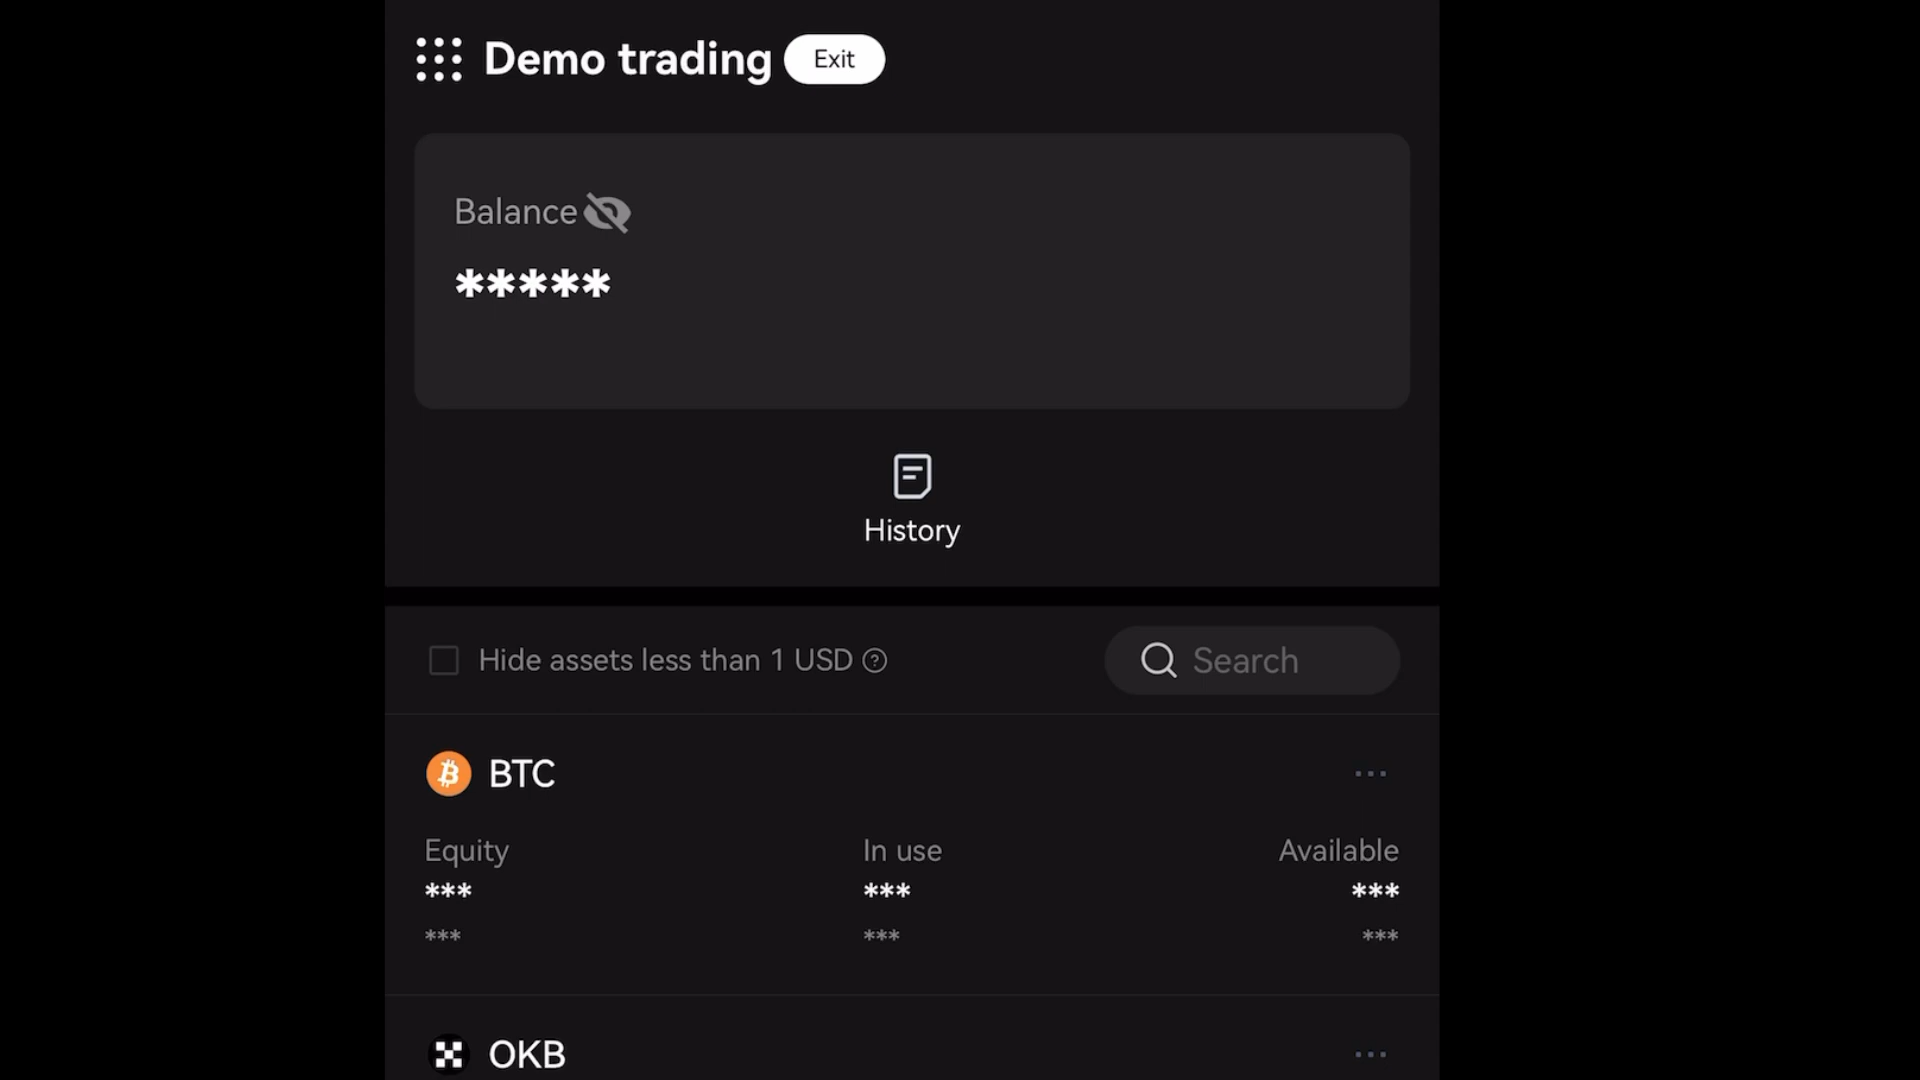 Demo trading Exit
Balance
*****
History
Hide assets less than 1 USD
Search
BTC
Equity In use Available
*** *** ***
*** *** ***
OKB